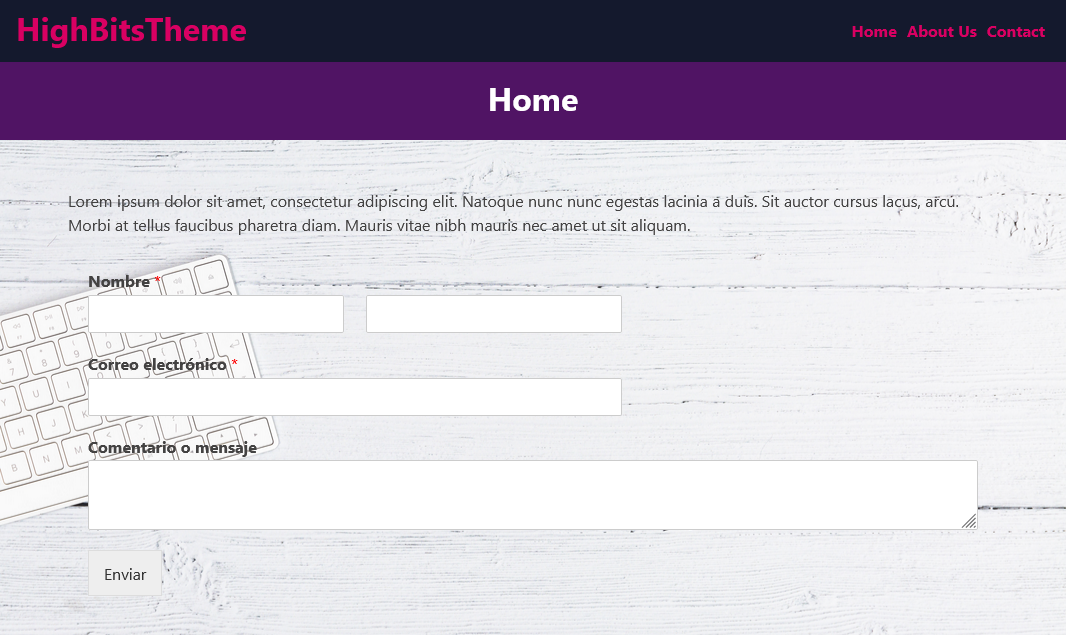 HighBitsTheme
Home About Us Contact
Home
Lorem ipsum dolor sit amet, consectetur adipiscing elit. Natoque nunc nunc egestas lacinia a duis. Sit auctor cursus lacus, arcu.
Morbi at tellus faucibus pharetra diam. Mauris vitae nibh mauris nec amet ut sit aliquam.
Nombre *
Correo electrónico *
Comentario o mensaje
Enviar